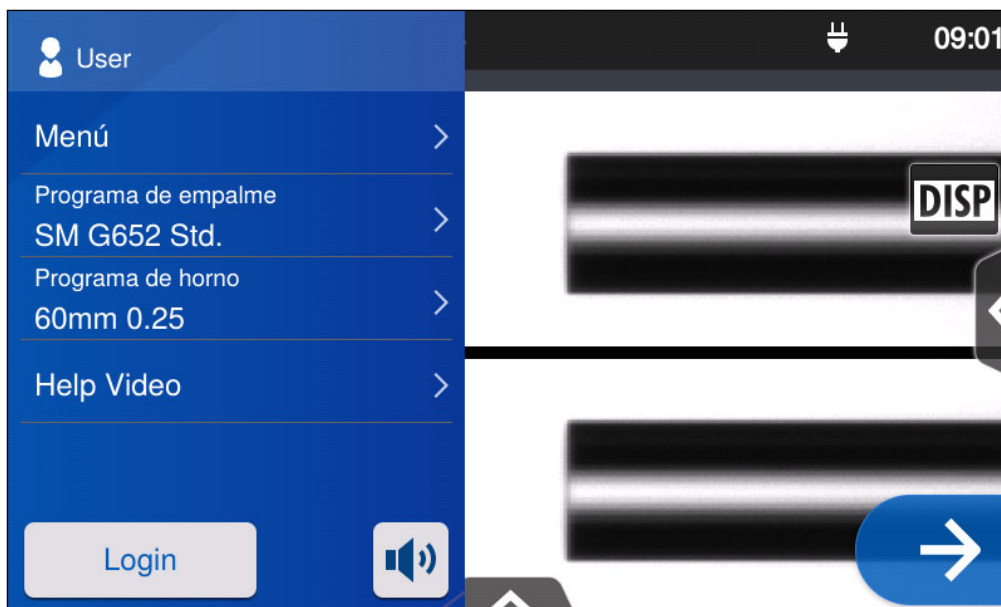 User
09:01
Menú
Programa de empalme
SM G652 Std.
DISP
Programa de horno
60mm 0.25
Help Video
Login